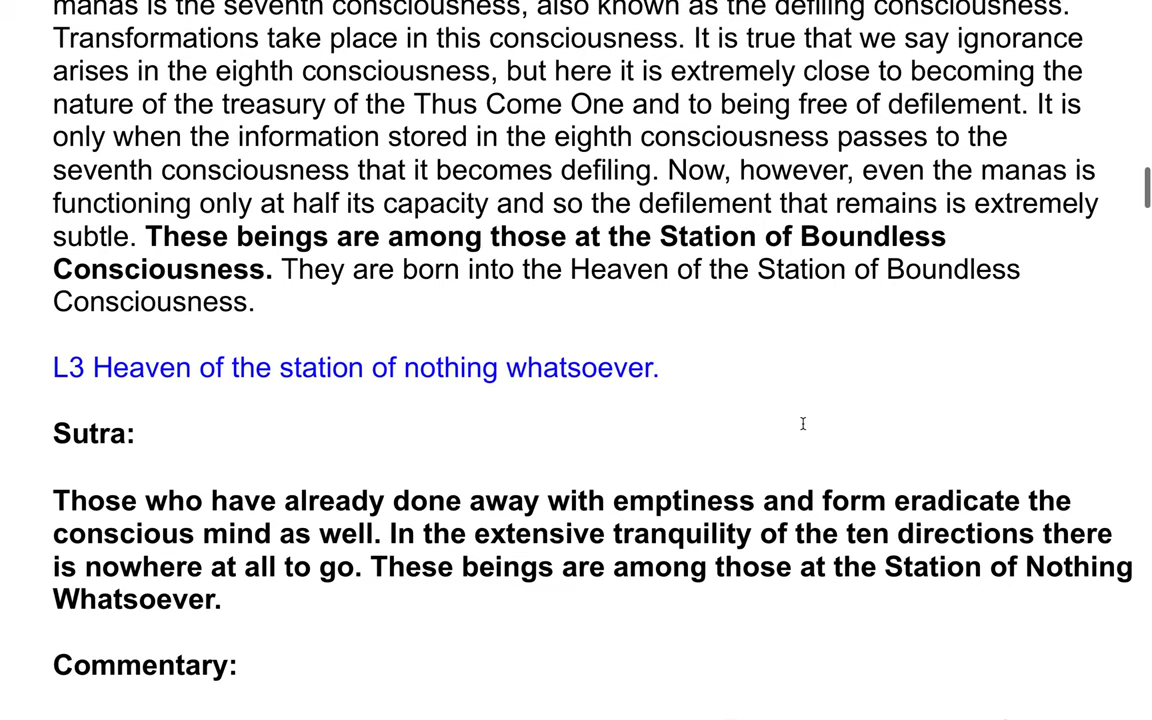 manas is the seventh consciousness, also known as the defiling consciousness.
Transformations take place in this consciousness. It is true that we say ignorance
arises in the eighth consciousness, but here it is extremely close to becoming the
nature of the treasury of the Thus Come One and to being free of defilement. It is
only when the information stored in the eighth consciousness passes to the
seventh consciousness that it becomes defiling. Now, however, even the manas is
functioning only at half its capacity and so the defilement that remains is extremely
subtle. These beings are among those at the Station of Boundless
Consciousness. They are born into the Heaven of the Station of Boundless
Consciousness.
L3 Heaven of the station of nothing whatsoever.
Sutra:
Those who have already done away with emptiness and form eradicate the
conscious mind as well. In the extensive tranquility of the ten directions there
is nowhere at all to go. These beings are among those at the Station of Nothing
Whatsoever.
Commentary: